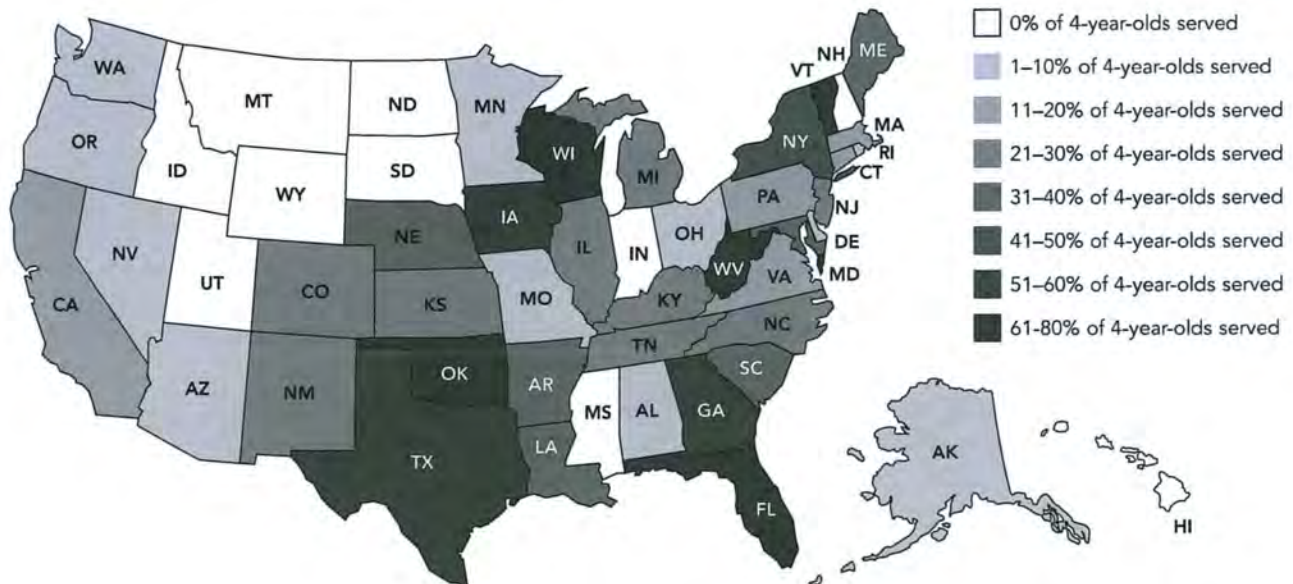 0% of 4-year-olds served
1–10% of 4-year-olds served
11–20% of 4-year-olds served
21–30% of 4-year-olds served
31–40% of 4-year-olds served
41–50% of 4-year-olds served
51–60% of 4-year-olds served
61-80% of 4-year-olds served
WA
MT
ND
MN
VT
NH
ME
OR
ID
WY
SD
WI
MI
NY
MA
RI
CT
NV
UT
CO
NE
KS
IA
IL
IN
OH
PA
NJ
DE
MD
CA
AZ
NM
OK
TX
MO
AR
LA
KY
TN
WV
VA
NC
SC
MS
AL
GA
FL
AK
HI